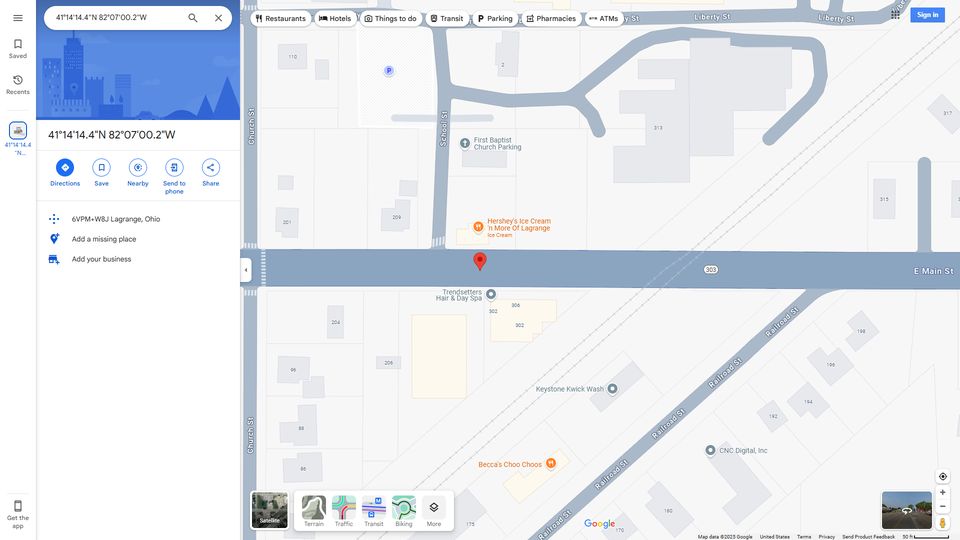 41°14'14.4"N 82°07'00.2"W
Restaurants
Hotels
Things to do
Transit
Parking
Pharmacies
ATMs
Sign in
Saved
Recents
41°14'14.4
"N...
41°14'14.4"N 82°07'00.2"W
Directions
Save
Nearby
Send to
phone
Share
6VPM+W8J Lagrange, Ohio
Add a missing place
Add your business
Get the
app
Liberty St
Liberty St
Liberty St
110
P
2
313
317
Church St
School St
First Baptist
Church Parking
201
209
315
Hershey's Ice Cream
'n More Of Lagrange
Ice Cream
303
E Main St
Trendsetters
Hair & Day Spa
306
302
302
204
206
96
88
86
Church St
Keystone Kwick Wash
Railroad St
Railroad St
Railroad St
Railroad St
Railroad St
198
196
194
192
CNC Digital, Inc
Becca's Choo Choos
180
175
170
Satellite
Terrain
Traffic
Transit
Biking
More
Google
Map data ©2025 Google
United States
Terms
Privacy
Send Product Feedback
50 ft